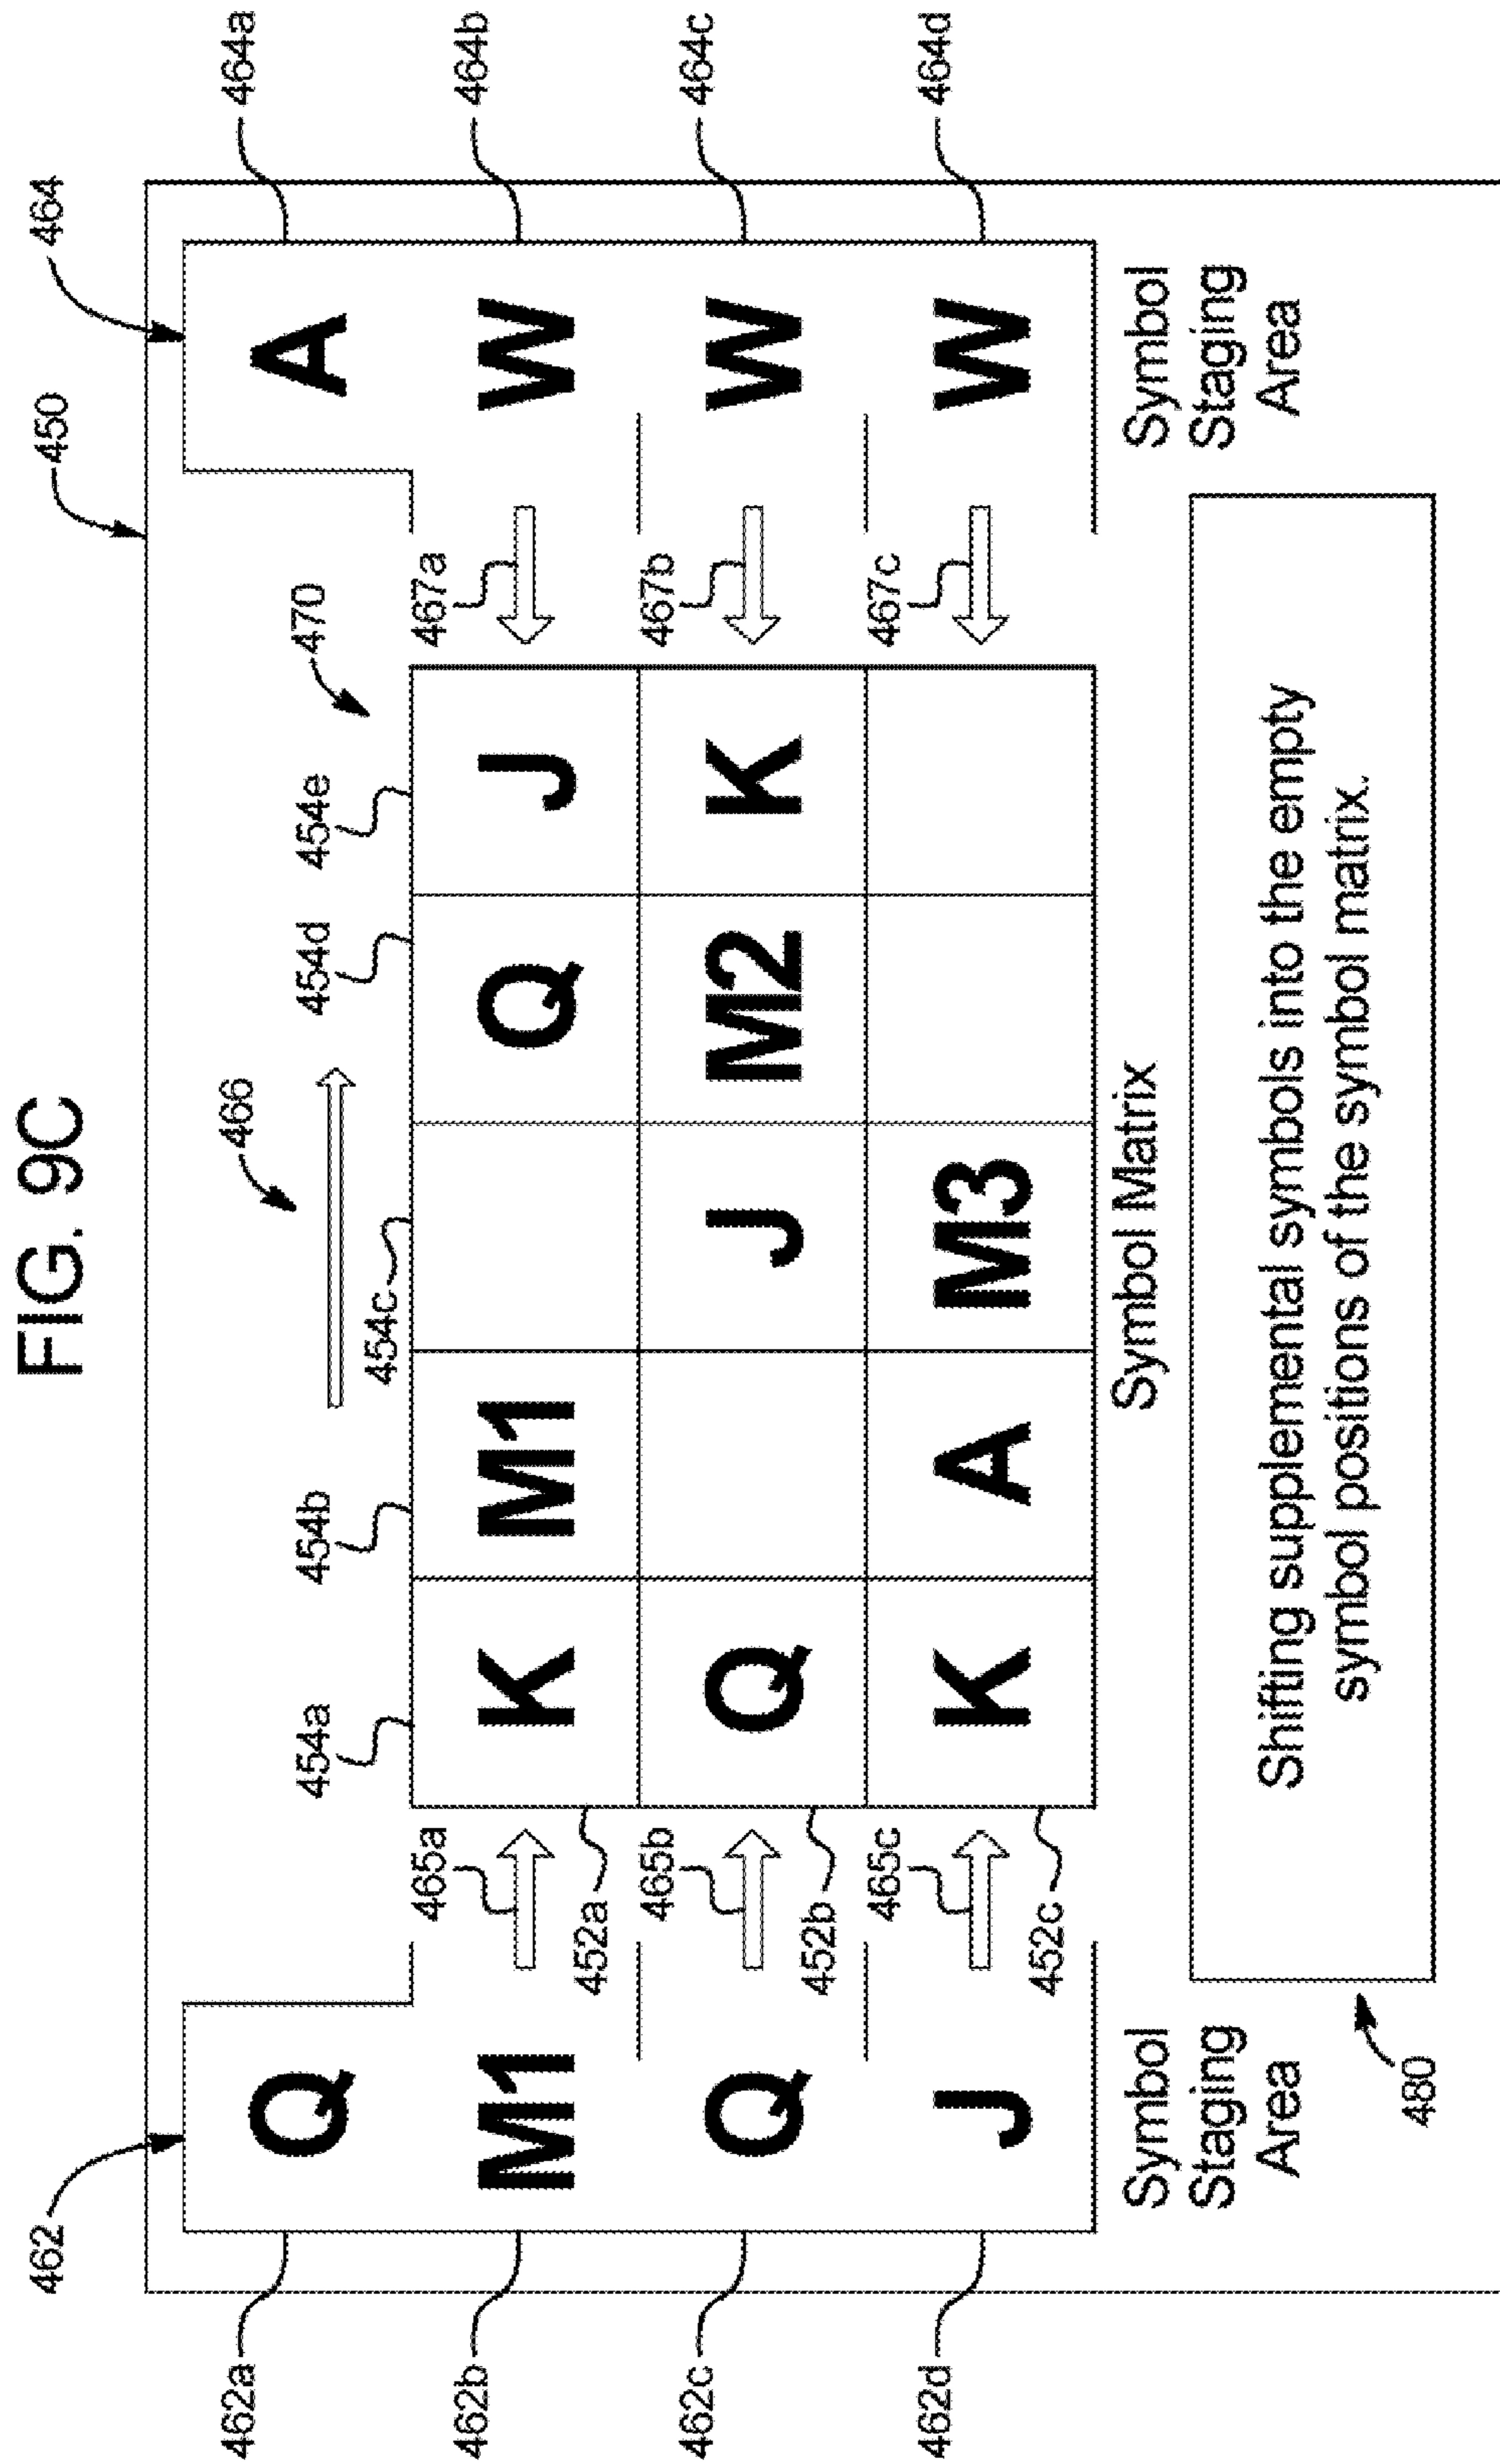 FIG. 9C
450
462
464
466
470
462a
462b
462c
462d
464a
464b
464c
464d
454a
454b
454c
454d
454e
465a
465b
465c
467a
467b
467c
452a
452b
452c
Q
M1
Q
J
K M1 Q J
Q J M2 K
K A M3
A
W
W
W
Symbol
Staging
Area
Symbol Matrix
Symbol
Staging
Area
480
Shifting supplemental symbols into the empty
symbol positions of the symbol matrix.